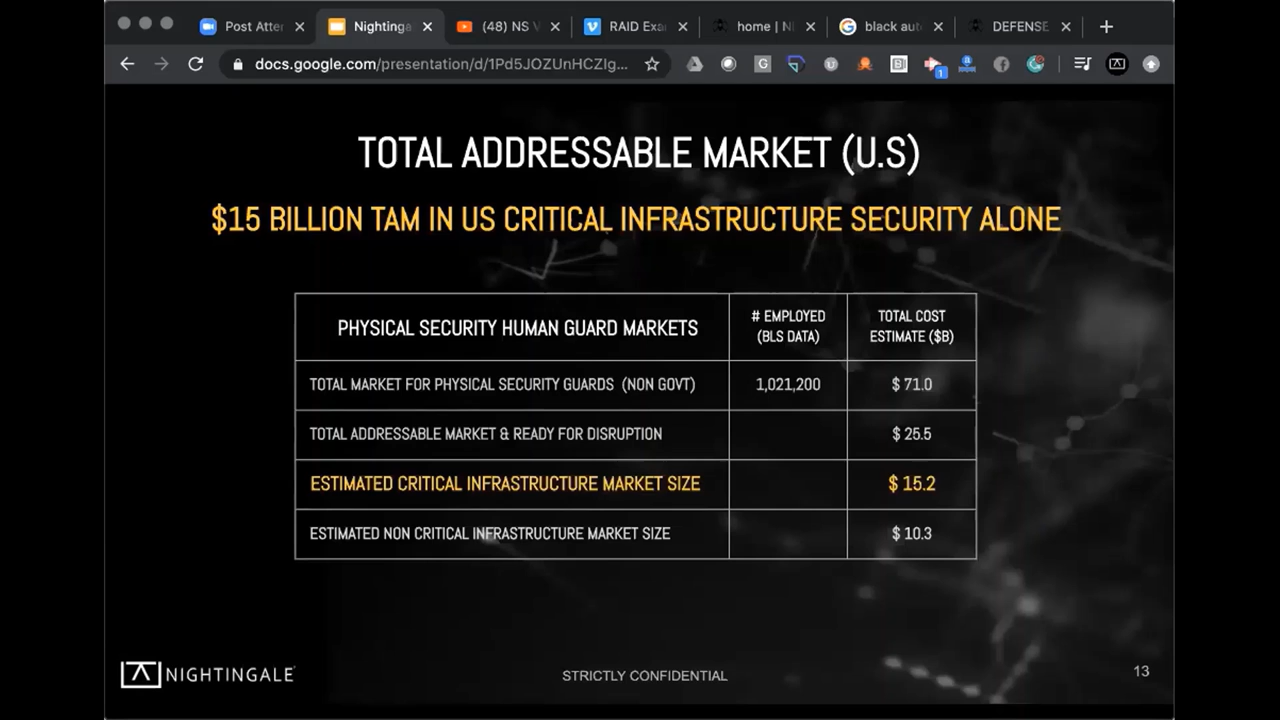 Post Atter
Nightinga
(48) NS V
RAID Exa
home | N
black aut
DEFENSE
docs.google.com/presentation/d/1Pd5JOZUnHCZIg...
TOTAL ADDRESSABLE MARKET (U.S)
$15 BILLION TAM IN US CRITICAL INFRASTRUCTURE SECURITY ALONE
PHYSICAL SECURITY HUMAN GUARD MARKETS
# EMPLOYED
(BLS DATA)
TOTAL COST
ESTIMATE ($B)
TOTAL MARKET FOR PHYSICAL SECURITY GUARDS (NON GOVT)
1,021,200
$ 71.0
TOTAL ADDRESSABLE MARKET & READY FOR DISRUPTION
$ 25.5
ESTIMATED CRITICAL INFRASTRUCTURE MARKET SIZE
$ 15.2
ESTIMATED NON CRITICAL INFRASTRUCTURE MARKET SIZE
$ 10.3
NIGHTINGALE
STRICTLY CONFIDENTIAL
13